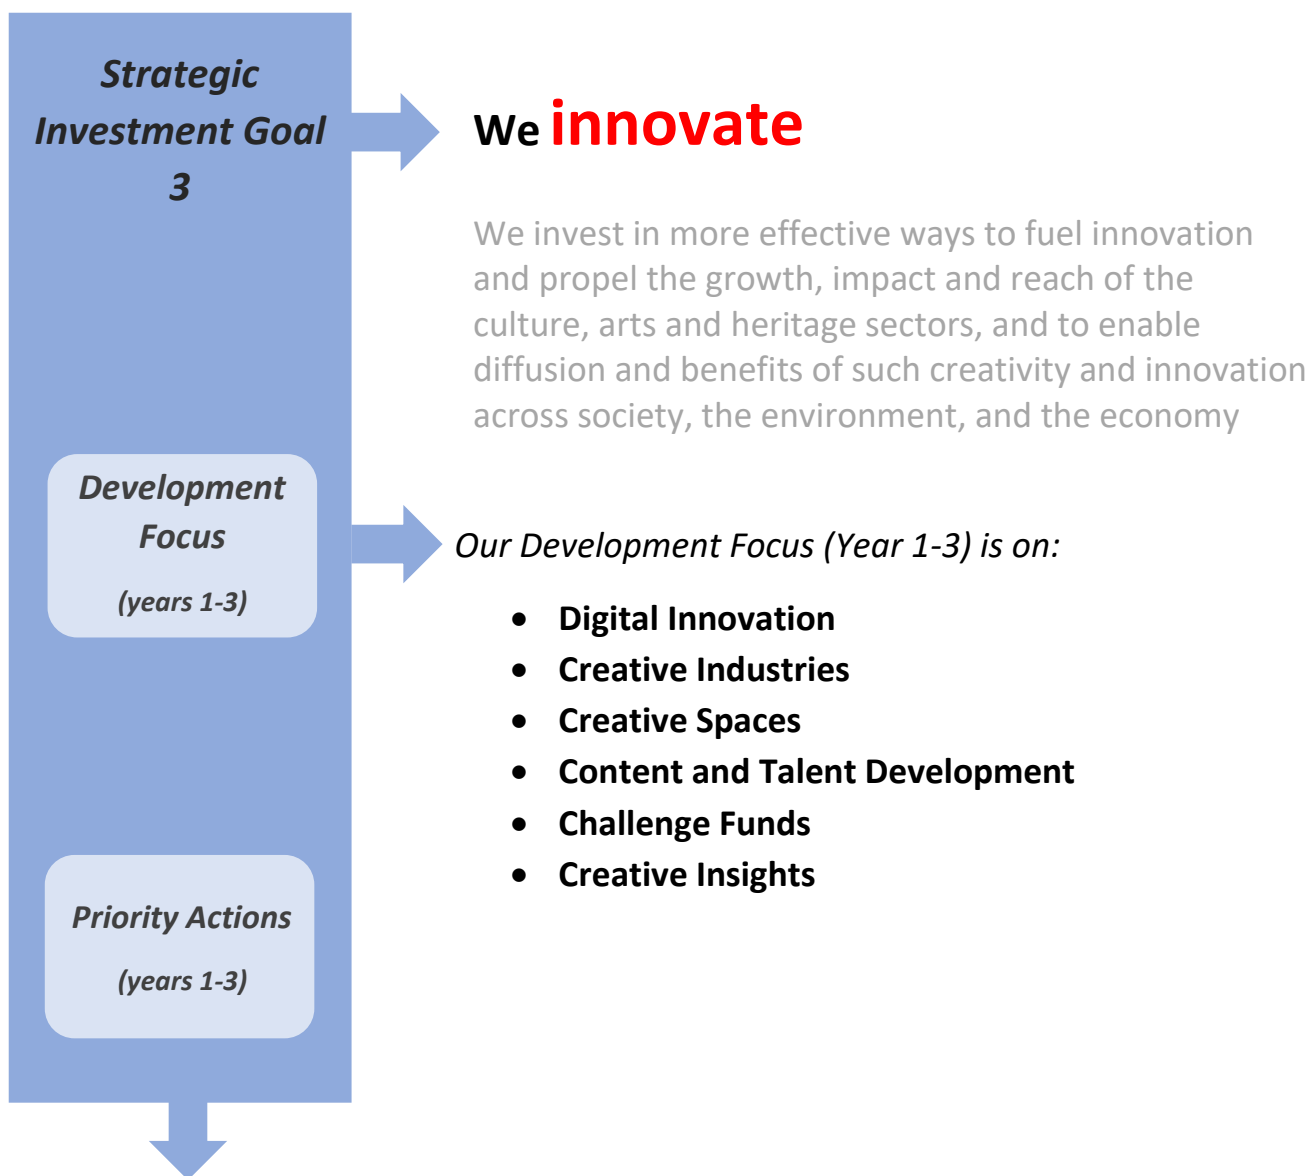 Strategic
Investment Goal
3
We innovate
We invest in more effective ways to fuel innovation
and propel the growth, impact and reach of the
culture, arts and heritage sectors, and to enable
diffusion and benefits of such creativity and innovation
across society, the environment, and the economy
Development
Focus
(years 1-3)
Our Development Focus (Year 1-3) is on:
• Digital Innovation
• Creative Industries
• Creative Spaces
• Content and Talent Development
• Challenge Funds
• Creative Insights
Priority Actions
(years 1-3)